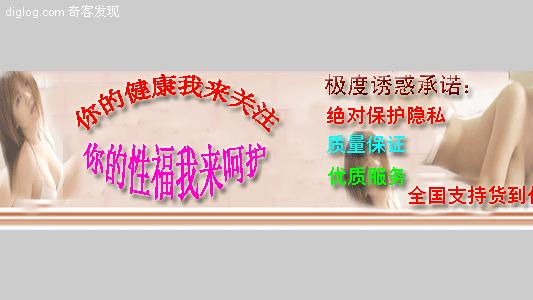 diglog.com 奇客发现
你的健康我来关注
你的性福我来呵护
极度诱惑承诺：
绝对保护隐私
质量保证
优质服务
全国支持货到